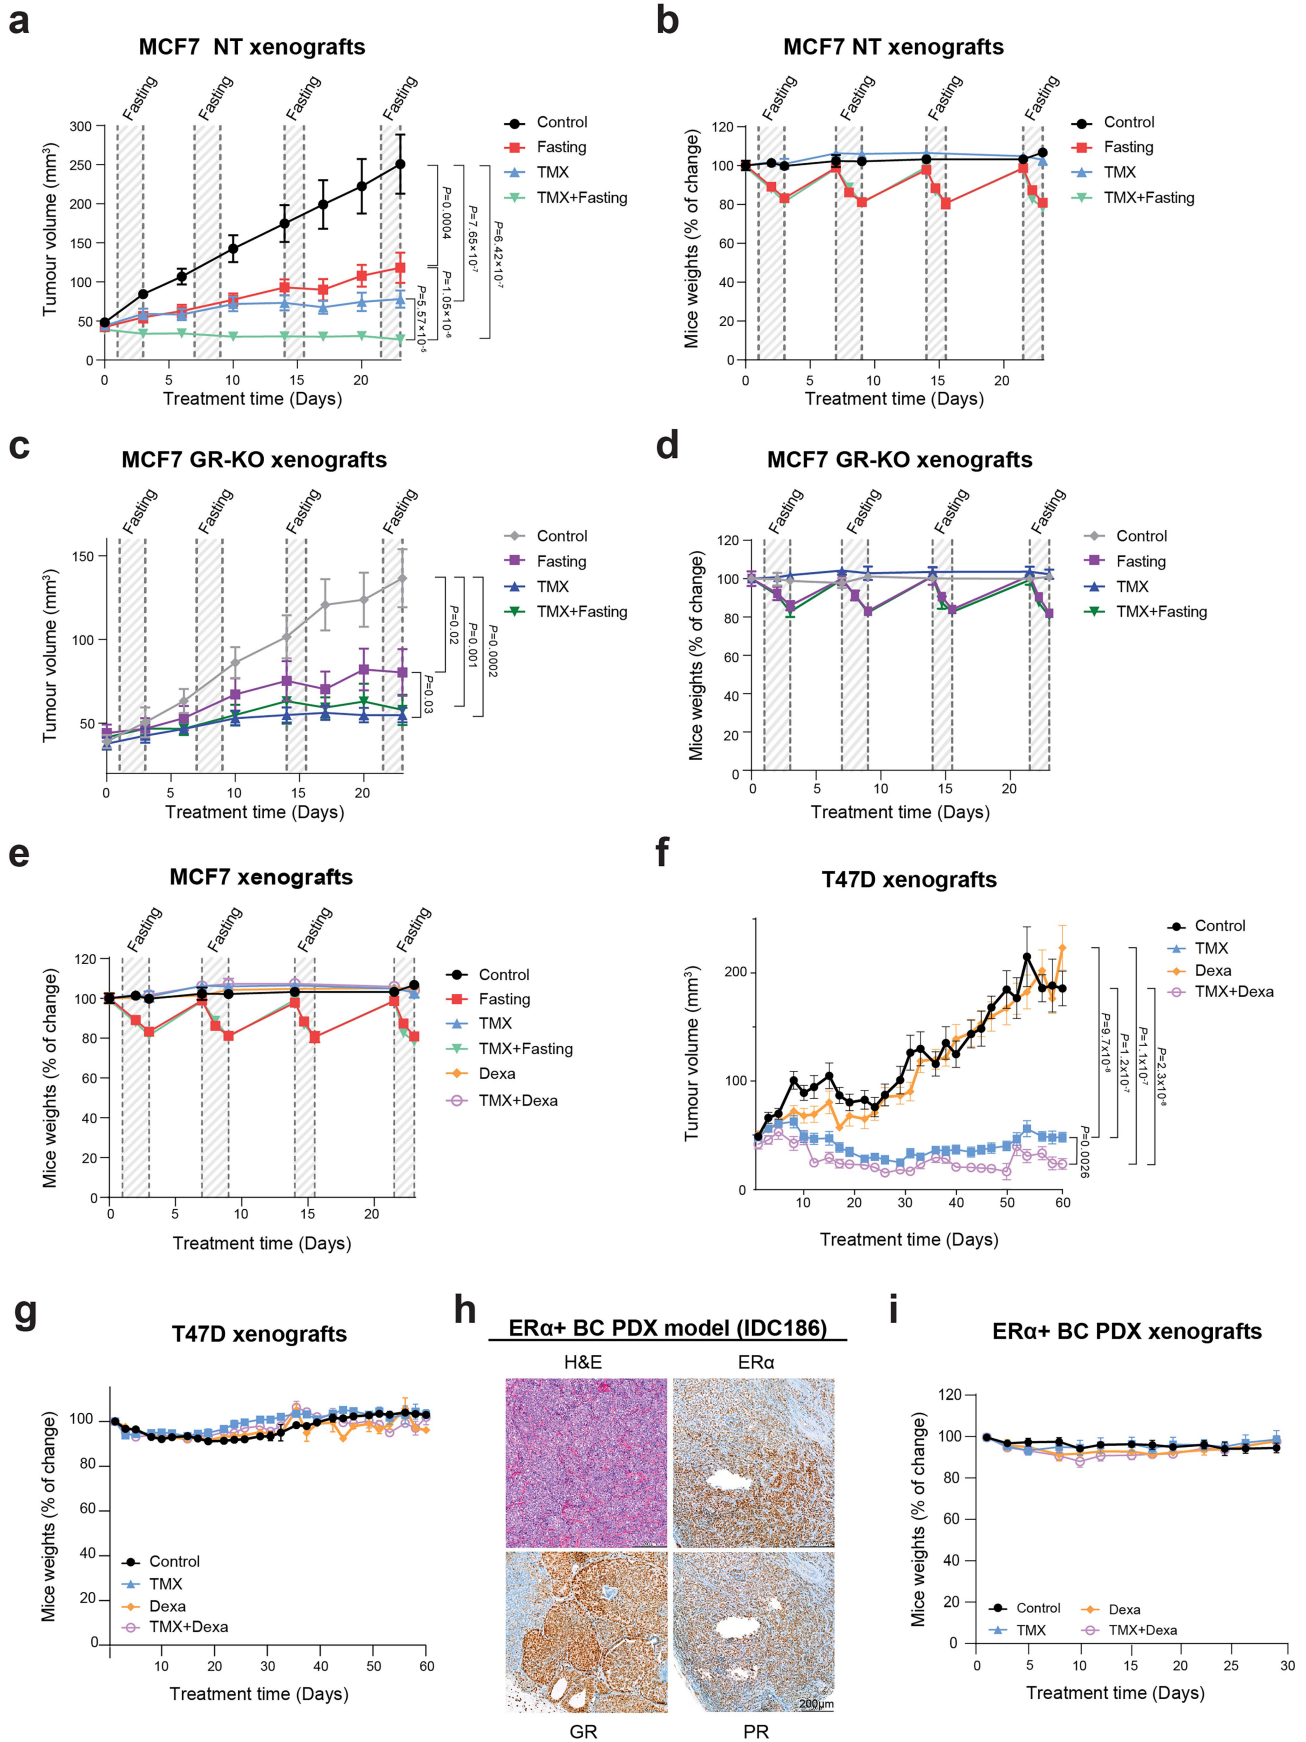 a
MCF7 NT xenografts
Fasting
Fasting
Fasting
Fasting
Tumour volume (mm³)
300
250
200
150
100
50
0
0
5
10
15
20
Treatment time (Days)
Control
Fasting
TMX
TMX+Fasting
P=0.0004
P=7.65×10⁻⁷
P=6.42×10⁻⁷
P=1.05×10⁻⁶
P=5.57×10⁻⁵
b
MCF7 NT xenografts
Fasting
Fasting
Fasting
Fasting
Mice weights (% of change)
120
100
80
60
40
20
0
0
5
10
15
20
Treatment time (Days)
Control
Fasting
TMX
TMX+Fasting
c
MCF7 GR-KO xenografts
Fasting
Fasting
Fasting
Fasting
Tumour volume (mm³)
150
100
50
0
5
10
15
20
Treatment time (Days)
Control
Fasting
TMX
TMX+Fasting
P=0.02
P=0.001
P=0.0002
P=0.03
d
MCF7 GR-KO xenografts
Fasting
Fasting
Fasting
Fasting
Mice weights (% of change)
120
100
80
60
40
20
0
0
5
10
15
20
Treatment time (Days)
Control
Fasting
TMX
TMX+Fasting
e
MCF7 xenografts
Fasting
Fasting
Fasting
Fasting
Mice weights (% of change)
120
100
80
60
40
20
0
0
5
10
15
20
Treatment time (Days)
Control
Fasting
TMX
TMX+Fasting
Dexa
TMX+Dexa
f
T47D xenografts
Tumour volume (mm³)
200
100
0
10
20
30
40
50
60
Treatment time (Days)
Control
TMX
Dexa
TMX+Dexa
P=9.7x10⁻⁸
P=1.2x10⁻⁷
P=1.1x10⁻⁷
P=2.3x10⁻⁸
P=0.0026
g
T47D xenografts
Mice weights (% of change)
100
80
60
40
20
0
10
20
30
40
50
60
Treatment time (Days)
Control
TMX
Dexa
TMX+Dexa
h
ERα+ BC PDX model (IDC186)
H&E
ERα
GR
PR
200µm
i
ERα+ BC PDX xenografts
Mice weights (% of change)
120
100
80
60
40
20
0
0
5
10
15
20
25
30
Treatment time (Days)
Control
TMX
Dexa
TMX+Dexa